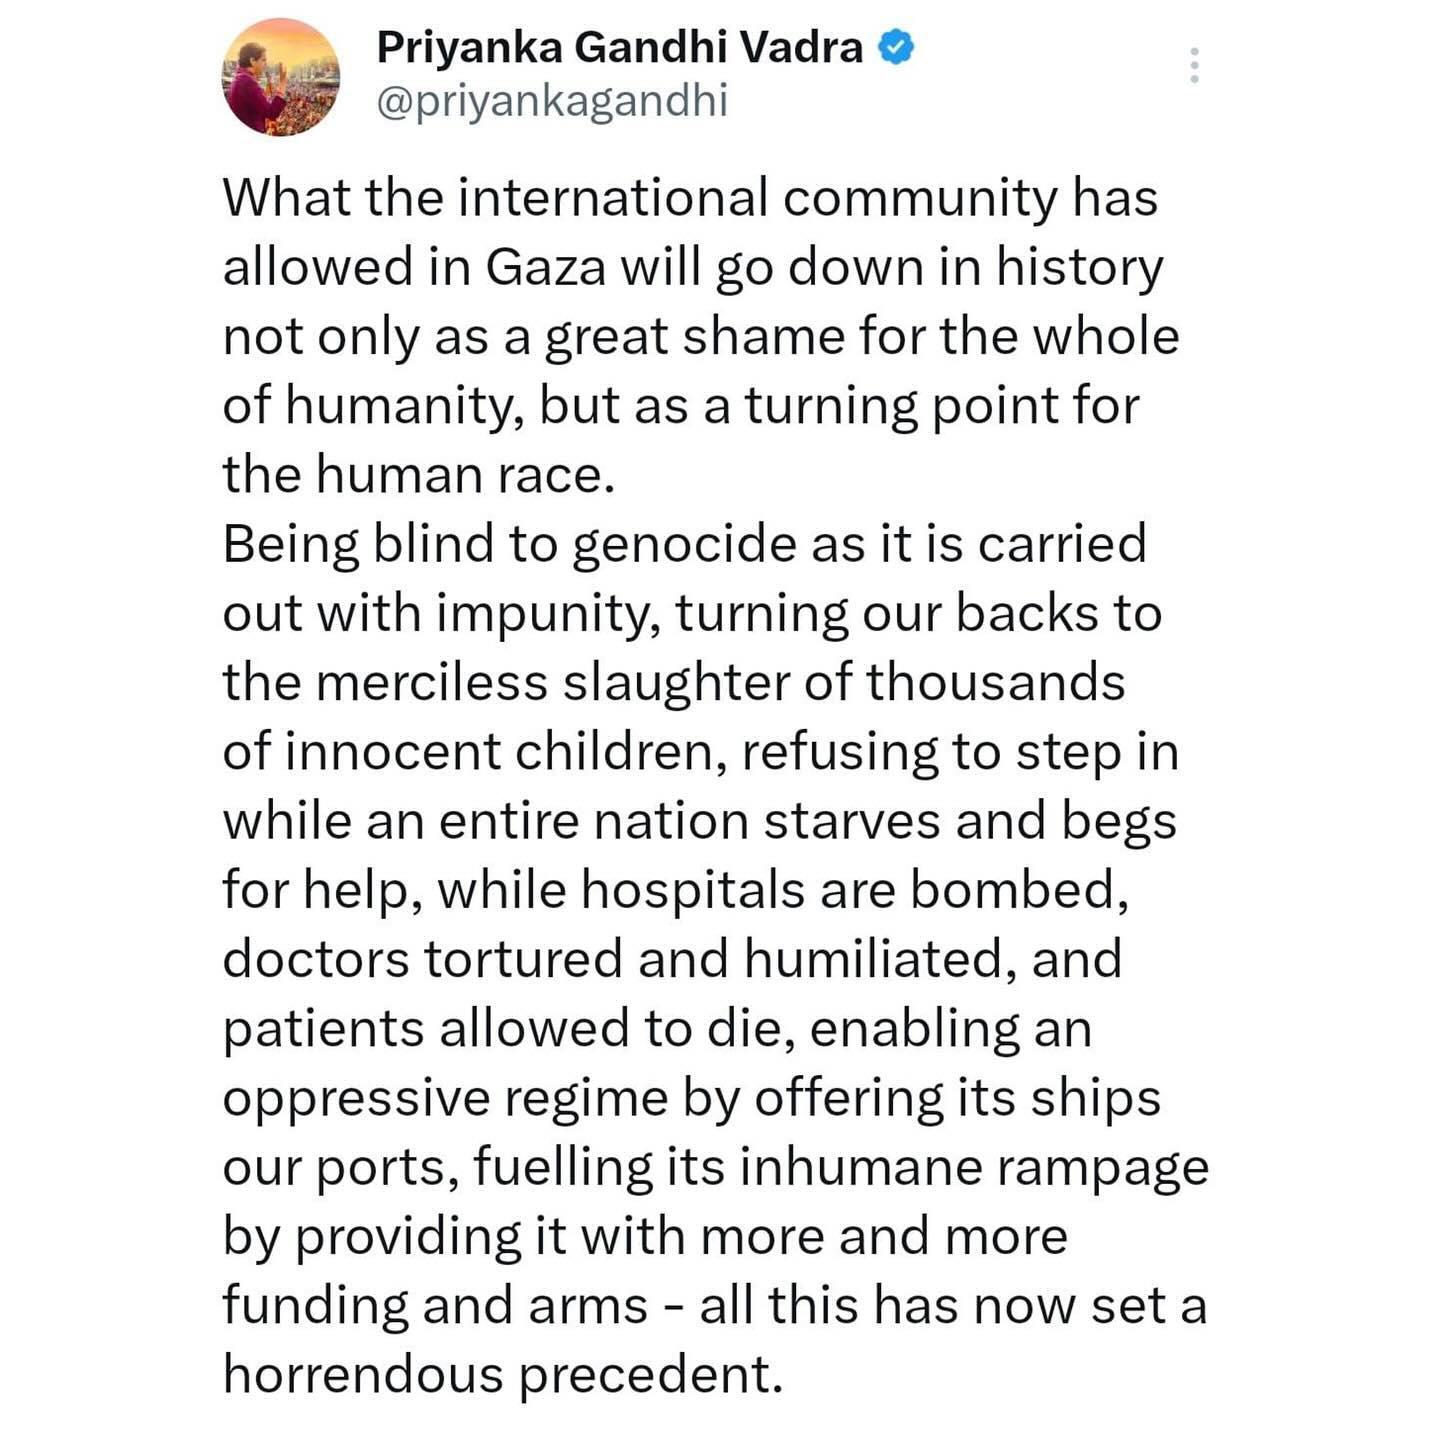 Priyanka Gandhi Vadra
@priyankagandhi
What the international community has
allowed in Gaza will go down in history
not only as a great shame for the whole
of humanity, but as a turning point for
the human race.
Being blind to genocide as it is carried
out with impunity, turning our backs to
the merciless slaughter of thousands
of innocent children, refusing to step in
while an entire nation starves and begs
for help, while hospitals are bombed,
doctors tortured and humiliated, and
patients allowed to die, enabling an
oppressive regime by offering its ships
our ports, fuelling its inhumane rampage
by providing it with more and more
funding and arms - all this has now set a
horrendous precedent.